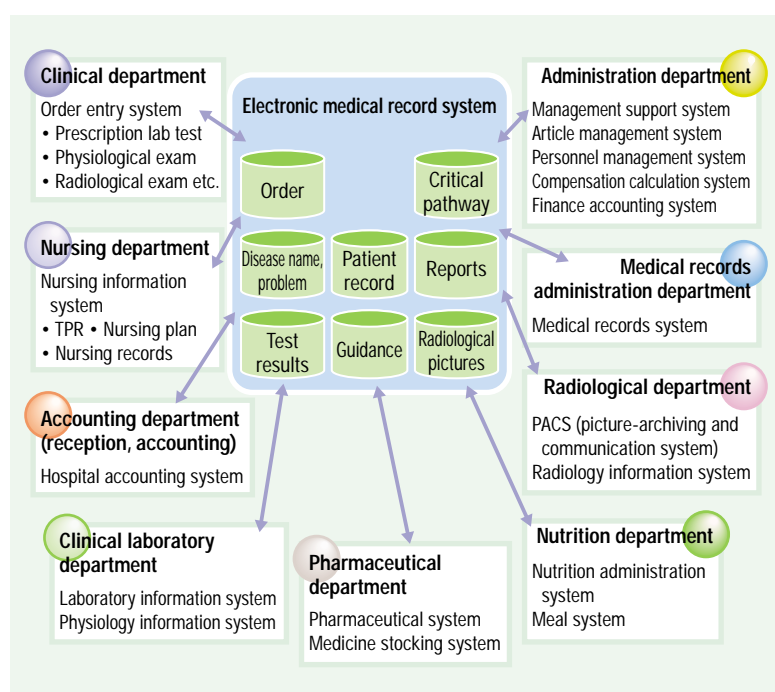 Clinical department
Order entry system
• Prescription lab test
• Physiological exam
• Radiological exam etc.
Nursing department
Nursing information
system
• TPR • Nursing plan
• Nursing records
Accounting department
(reception, accounting)
Hospital accounting system
Electronic medical record system
Order
Critical
pathway
Disease name,
problem
Patient
record
Reports
Test
results
Guidance
Radiological
pictures
Administration department
Management support system
Article management system
Personnel management system
Compensation calculation system
Finance accounting system
Medical records
administration department
Medical records system
Radiological department
PACS (picture-archiving and
communication system)
Radiology information system
Clinical laboratory
department
Laboratory information system
Physiology information system
Pharmaceutical
department
Pharmaceutical system
Medicine stocking system
Nutrition department
Nutrition administration
system
Meal system